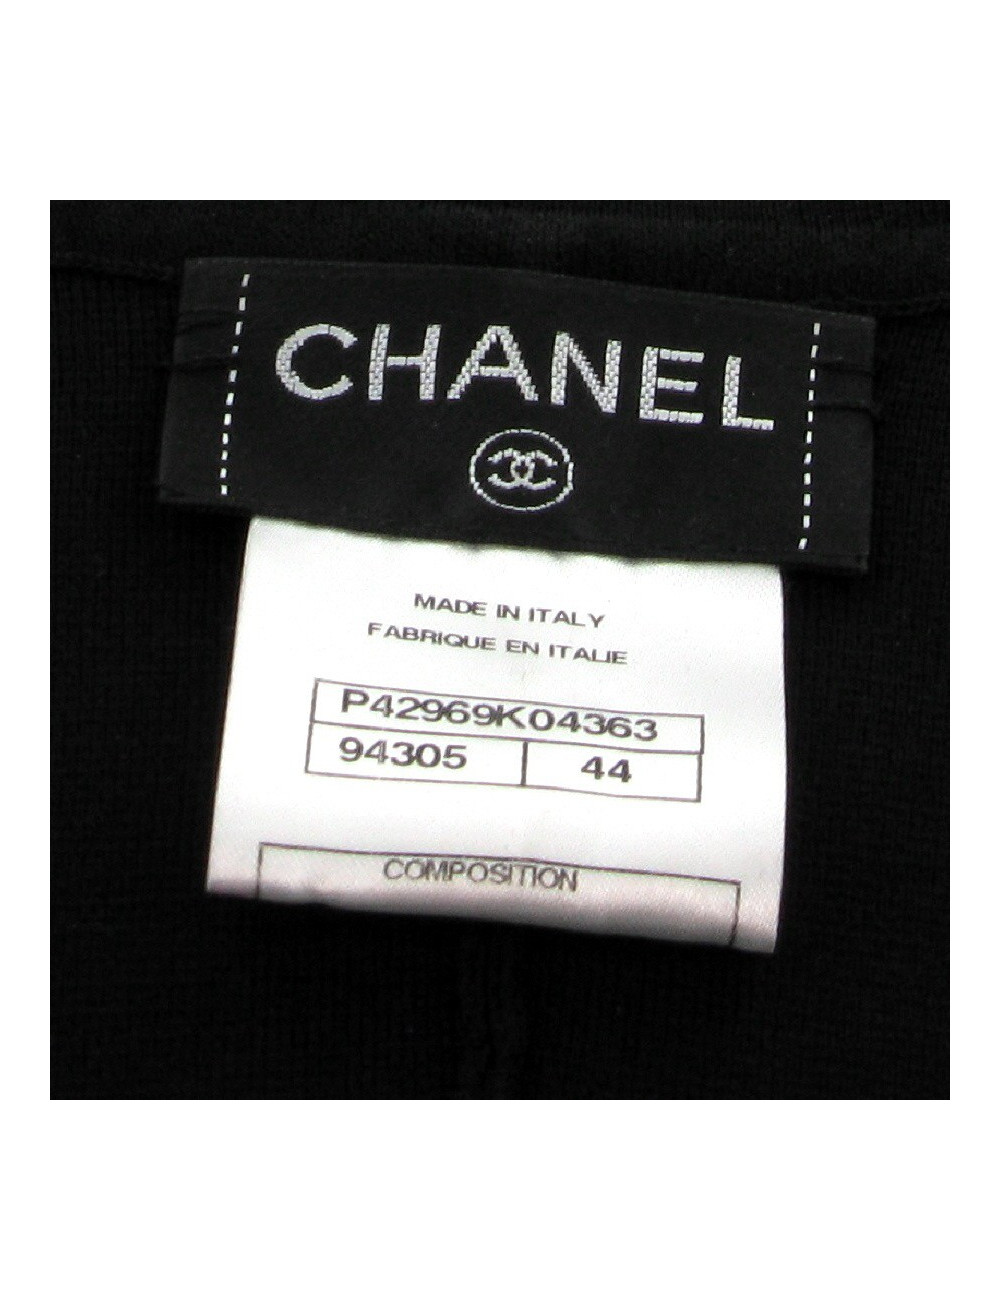 CHANEL
MADE IN ITALY
FABRIQUE EN ITALIE
P42969K04363
94305 44
COMPOSITION